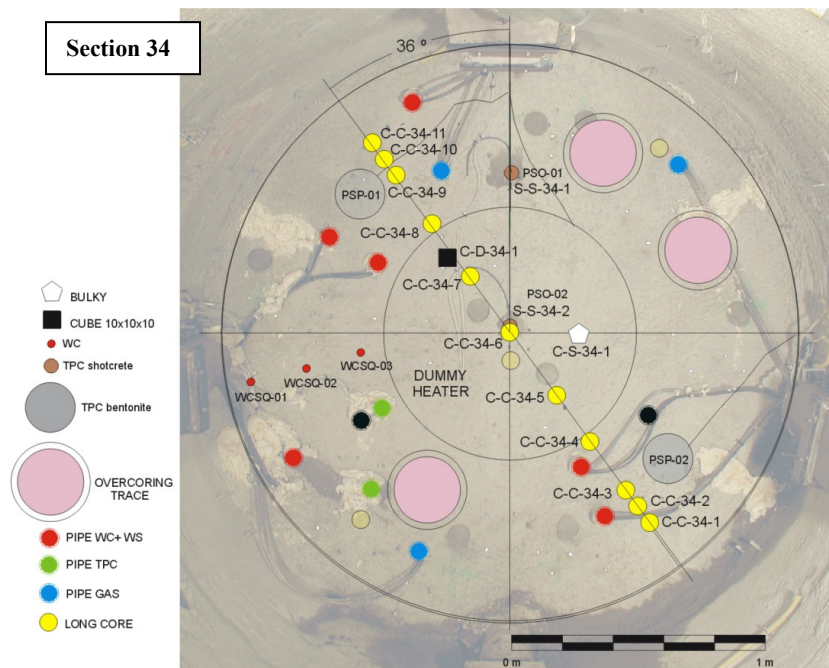 Section 34
36 º
C-C-34-11
C-C-34-10
PSO-01
S-S-34-1
PSP-01
C-C-34-9
C-C-34-8
C-D-34-1
C-C-34-7
PSO-02
S-S-34-2
C-C-34-6
C-S-34-1
WCSQ-03
WCSQ-02
WCSQ-01
DUMMY
HEATER
C-C-34-5
C-C-34-4
PSP-02
C-C-34-3
C-C-34-2
C-C-34-1
BULKY
CUBE 10x10x10
WC
TPC shotcrete
TPC bentonite
OVERCORING
TRACE
PIPE WC+ WS
PIPE TPC
PIPE GAS
LONG CORE
0 m
1 m